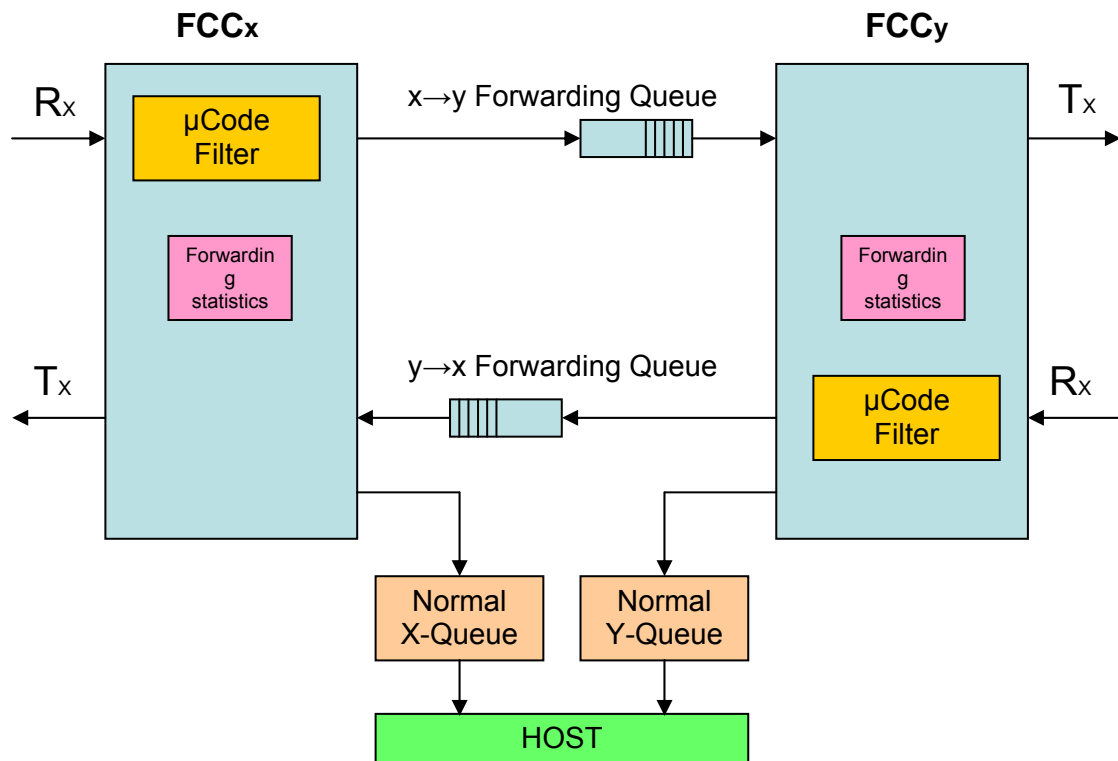 FCCx
FCCy
Rx
x→y Forwarding Queue
Tx
µCode
Filter
Forwardin
g
statistics
Forwardin
g
statistics
Tx
y→x Forwarding Queue
Rx
µCode
Filter
Normal
X-Queue
Normal
Y-Queue
HOST